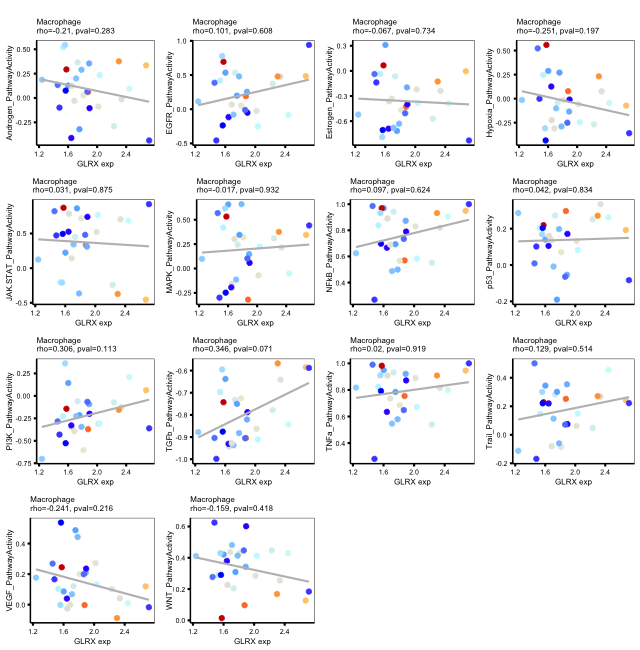 Macrophage
rho=-0.21, pval=0.283
Androgen_PathwayActivity
0.50
0.25
0.00
-0.25
1.2
1.6
2.0
2.4
GLRX exp
Macrophage
rho=0.101, pval=0.608
EGFR_PathwayActivity
1.0
0.5
0.0
-0.5
1.2
1.6
2.0
2.4
GLRX exp
Macrophage
rho=-0.067, pval=0.734
Estrogen_PathwayActivity
0.3
0.0
-0.3
-0.6
1.2
1.6
2.0
2.4
GLRX exp
Macrophage
rho=-0.251, pval=0.197
Hypoxia_PathwayActivity
0.50
0.25
0.00
-0.25
-0.50
1.2
1.6
2.0
2.4
GLRX exp
Macrophage
rho=0.031, pval=0.875
JAK.STAT_PathwayActivity
0.5
0.0
-0.5
1.2
1.6
2.0
2.4
GLRX exp
Macrophage
rho=-0.017, pval=0.932
MAPK_PathwayActivity
0.50
0.25
0.00
-0.25
1.2
1.6
2.0
2.4
GLRX exp
Macrophage
rho=0.097, pval=0.624
NFkB_PathwayActivity
1.0
0.8
0.6
0.4
1.2
1.6
2.0
2.4
GLRX exp
Macrophage
rho=0.042, pval=0.834
p53_PathwayActivity
0.2
0.0
-0.2
1.2
1.6
2.0
2.4
GLRX exp
Macrophage
rho=0.306, pval=0.113
PI3K_PathwayActivity
0.25
0.00
-0.25
-0.50
-0.75
1.2
1.6
2.0
2.4
GLRX exp
Macrophage
rho=0.346, pval=0.071
TGFb_PathwayActivity
-0.6
-0.7
-0.8
-0.9
-1.0
1.2
1.6
2.0
2.4
GLRX exp
Macrophage
rho=0.02, pval=0.919
TNFa_PathwayActivity
1.0
0.8
0.6
0.4
1.2
1.6
2.0
2.4
GLRX exp
Macrophage
rho=0.129, pval=0.514
Trail_PathwayActivity
0.4
0.2
0.0
-0.2
1.2
1.6
2.0
2.4
GLRX exp
Macrophage
rho=-0.241, pval=0.216
VEGF_PathwayActivity
0.4
0.2
0.0
1.2
1.6
2.0
2.4
GLRX exp
Macrophage
rho=-0.159, pval=0.418
WNT_PathwayActivity
0.6
0.4
0.2
0.0
1.2
1.6
2.0
2.4
GLRX exp